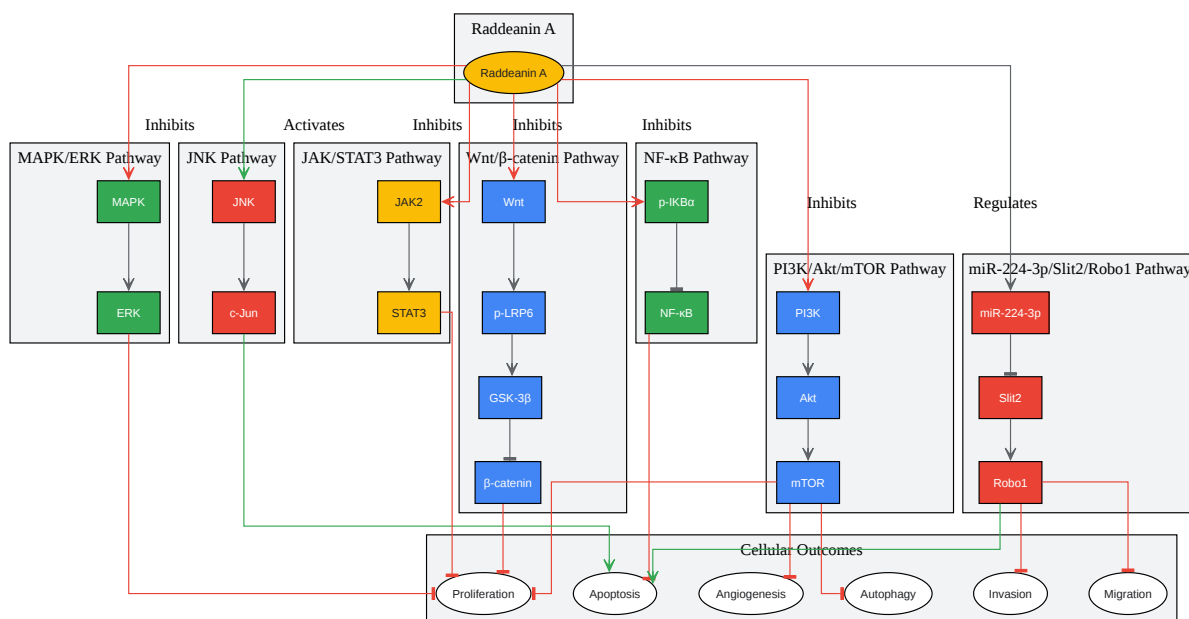 Raddeanin A
Raddeanin A
Inhibits
Activates
Inhibits
Inhibits
Inhibits
MAPK/ERK Pathway
JNK Pathway
JAK/STAT3 Pathway
Wnt/β-catenin Pathway
NF-κB Pathway
MAPK
JNK
JAK2
Wnt
p-IKBα
Inhibits
Regulates
PI3K/Akt/mTOR Pathway
miR-224-3p/Slit2/Robo1 Pathway
ERK
c-Jun
STAT3
p-LRP6
NF-κB
PI3K
miR-224-3p
GSK-3β
Akt
Slit2
β-catenin
mTOR
Robo1
Cellular Outcomes
Proliferation
Apoptosis
Angiogenesis
Autophagy
Invasion
Migration